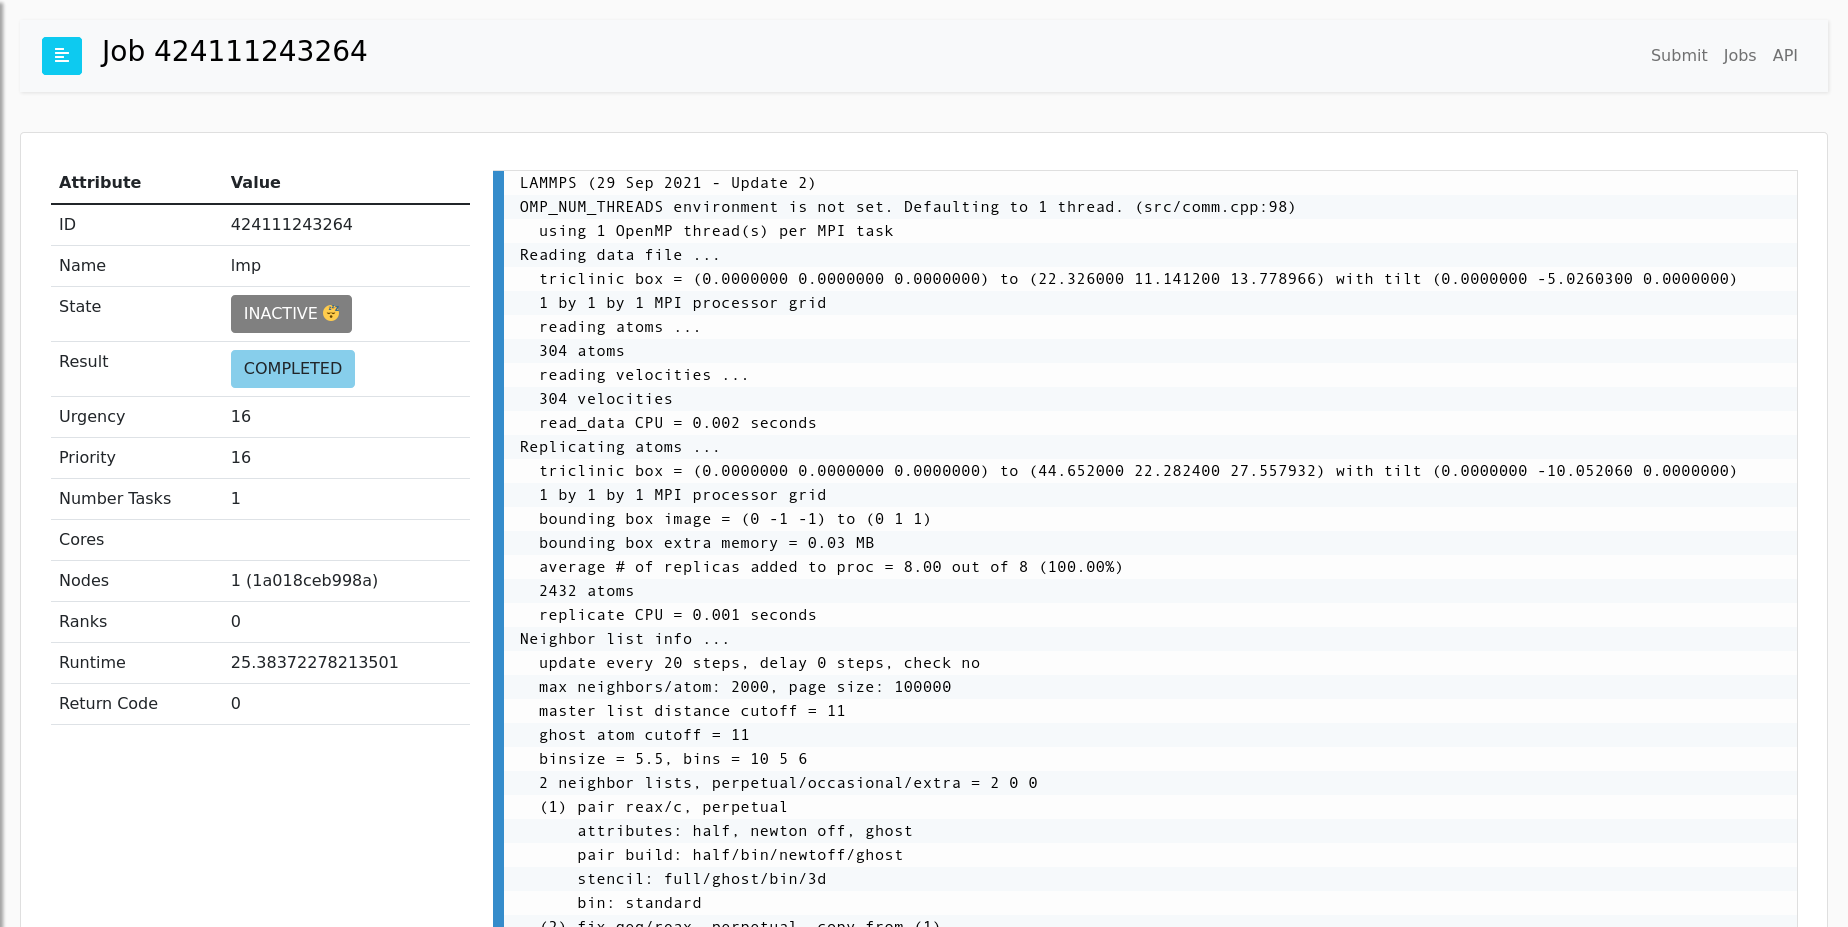 Job 424111243264
Submit Jobs API
Attribute Value
ID 424111243264
Name lmp
State INACTIVE 😴
Result COMPLETED
Urgency 16
Priority 16
Number Tasks 1
Cores
Nodes 1 (1a018ceb998a)
Ranks 0
Runtime 25.38372278213501
Return Code 0
LAMMPS (29 Sep 2021 - Update 2)
OMP_NUM_THREADS environment is not set. Defaulting to 1 thread. (src/comm.cpp:98)
  using 1 OpenMP thread(s) per MPI task
Reading data file ...
  triclinic box = (0.0000000 0.0000000 0.0000000) to (22.326000 11.141200 13.778966) with tilt (0.0000000 -5.0260300 0.0000000)
  1 by 1 by 1 MPI processor grid
  reading atoms ...
  304 atoms
  reading velocities ...
  304 velocities
  read_data CPU = 0.002 seconds
Replicating atoms ...
  triclinic box = (0.0000000 0.0000000 0.0000000) to (44.652000 22.282400 27.557932) with tilt (0.0000000 -10.052060 0.0000000)
  1 by 1 by 1 MPI processor grid
  bounding box image = (0 -1 -1) to (0 1 1)
  bounding box extra memory = 0.03 MB
  average # of replicas added to proc = 8.00 out of 8 (100.00%)
  2432 atoms
  replicate CPU = 0.001 seconds
Neighbor list info ...
  update every 20 steps, delay 0 steps, check no
  max neighbors/atom: 2000, page size: 100000
  master list distance cutoff = 11
  ghost atom cutoff = 11
  binsize = 5.5, bins = 10 5 6
  2 neighbor lists, perpetual/occasional/extra = 2 0 0
  (1) pair reax/c, perpetual
      attributes: half, newton off, ghost
      pair build: half/bin/newtoff/ghost
      stencil: full/ghost/bin/3d
      bin: standard
  (2) fix qeq/reax, perpetual, copy from (1)